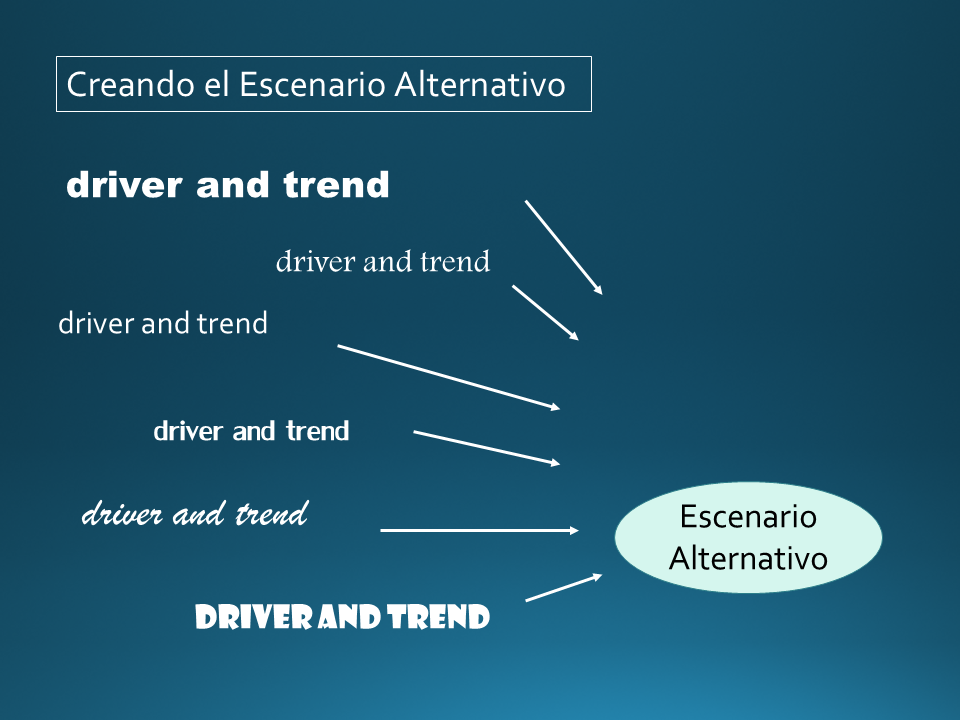 Creando el Escenario Alternativo
driver and trend
driver and trend
driver and trend
driver and trend
driver and trend
DRIVER AND TREND
Escenario
Alternativo